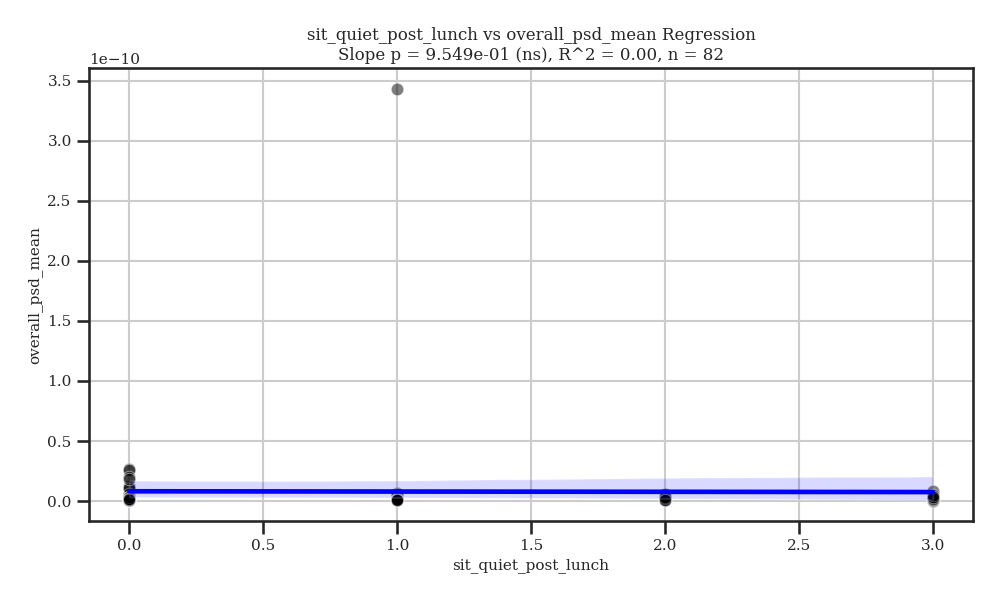 sit_quiet_post_lunch vs overall_psd_mean Regression
Slope p = 9.549e-01 (ns), R^2 = 0.00, n = 82
1e−10
3.5
3.0
2.5
2.0
1.5
1.0
0.5
0.0
overall_psd_mean
0.0 0.5 1.0 1.5 2.0 2.5 3.0
sit_quiet_post_lunch